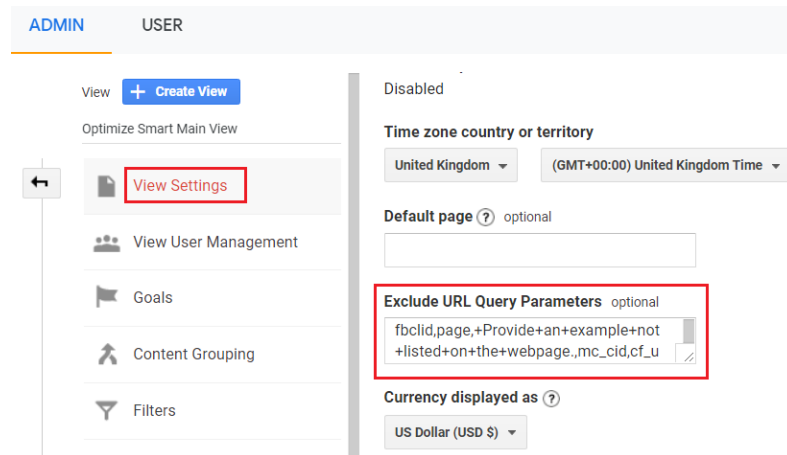 ADMIN USER
View + Create View
Optimize Smart Main View
View Settings
View User Management
Goals
Content Grouping
Filters
Disabled
Time zone country or territory
United Kingdom (GMT+00:00) United Kingdom Time
Default page ? optional
Exclude URL Query Parameters optional
fbclid,page,+Provide+an+example+not
+listed+on+the+webpage.,mc_cid,cf_u
Currency displayed as ?
US Dollar (USD $)